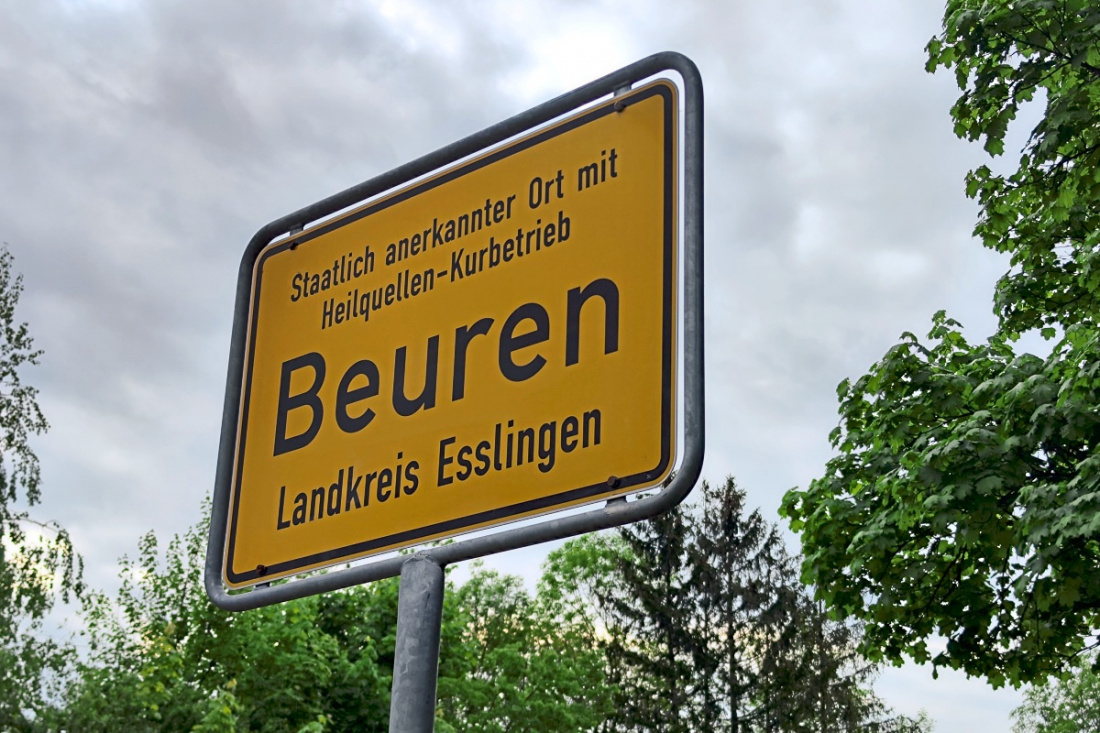 Staatlich anerkannter Ort mit
Heilquellen-Kurbetrieb
Beuren
Landkreis Esslingen